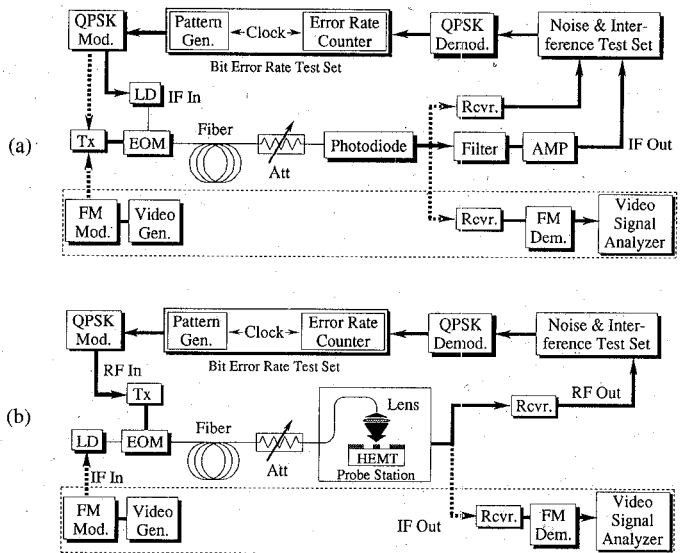 QPSK
Mod.
Pattern
Gen.
Clock
Error Rate
Counter
Bit Error Rate Test Set
QPSK
Demod.
Noise & Inter-
ference Test Set
LD
IF In
Rcvr.
(a)
Tx
EOM
Fiber
Att
Photodiode
Filter
AMP
IF Out
FM
Mod.
Video
Gen.
Rcvr.
FM
Dem.
Video
Signal
Analyzer
QPSK
Mod.
Pattern
Gen.
Clock
Error Rate
Counter
Bit Error Rate Test Set
QPSK
Demod.
Noise & Inter-
ference Test Set
RF In
Tx
(b)
LD
EOM
Fiber
Att
Lens
HEMT
Probe Station
Rcvr.
RF Out
IF In
FM
Mod.
Video
Gen.
IF Out
Rcvr.
FM
Dem.
Video
Signal
Analyzer